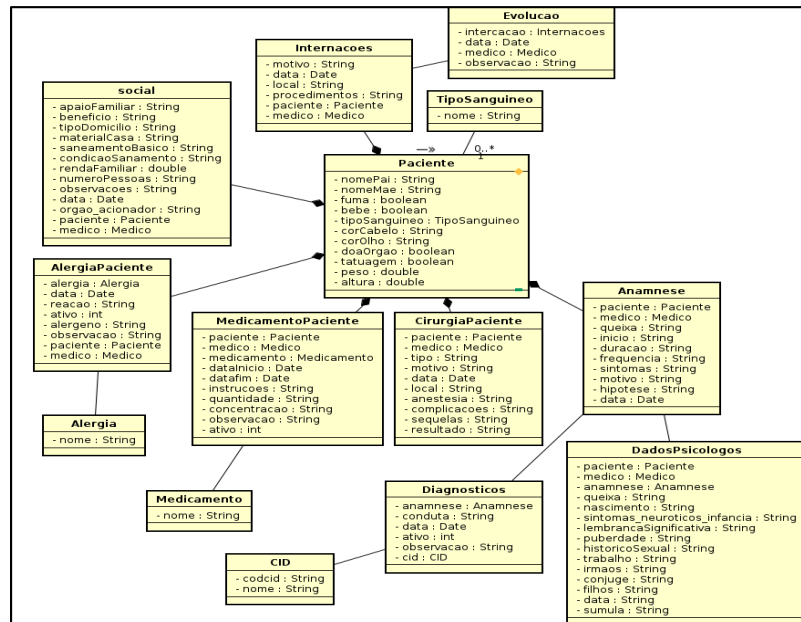 Evolucao
- intercacao : Internacoes
- data : Date
- medico : Medico
- observacao : String
Internacoes
- motivo : String
- data : Date
- local : String
- procedimentos : String
- paciente : Paciente
- medico : Medico
social
- apaioFamiliar : String
- beneficio : String
- tipoDomicilio : String
- materialCasa : String
- saneamentoBasico : String
- condicaoSanamento : String
- rendaFamiliar : double
- numeroPessoas : String
- observacoes : String
- data : Date
- orgao_acionador : String
- paciente : Paciente
- medico : Medico
TipoSanguineo
- nome : String
0..*
1
Paciente
- nomePai : String
- nomeMae : String
- fuma : boolean
- bebe : boolean
- tipoSanguineo : TipoSanguineo
- corCabelo : String
- corOlho : String
- doaOrgao : boolean
- tatuagem : boolean
- peso : double
- altura : double
AlergiaPaciente
- alergia : Alergia
- data : Date
- reacao : String
- ativo : int
- alergeno : String
- observacao : String
- paciente : Paciente
- medico : Medico
MedicamentoPaciente
- paciente : Paciente
- medico : Medico
- medicamento : Medicamento
- dataInicio : Date
- datafim : Date
- instrucoes : String
- quantidade : String
- concentracao : String
- observacao : String
- ativo : int
CirurgiaPaciente
- paciente : Paciente
- medico : Medico
- tipo : String
- motivo : String
- data : Date
- local : String
- anestesia : String
- complicacoes : String
- sequelas : String
- resultado : String
Anamnese
- paciente : Paciente
- medico : Medico
- queixa : String
- inicio : String
- duracao : String
- frequencia : String
- sintomas : String
- motivo : String
- hipotese : String
- data : Date
Alergia
- nome : String
Medicamento
- nome : String
Diagnosticos
- anamnese : Anamnese
- conduta : String
- data : Date
- ativo : int
- observacao : String
- cid : CID
CID
- codcid : String
- nome : String
DadosPsicologos
- paciente : Paciente
- medico : Medico
- anamnese : Anamnese
- queixa : String
- nascimento : String
- sintomas_neuroticos_infancia : String
- lembrancaSignificativa : String
- puberdade : String
- historicoSexual : String
- trabalho : String
- irmaos : String
- conjuge : String
- filhos : String
- data : String
- sumula : String